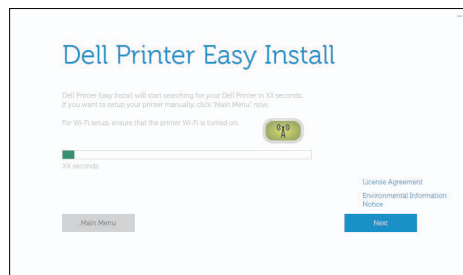 Dell Printer Easy Install
Dell Printer Easy Install will start searching for your Dell Printer in XX seconds.
If you want to setup your printer manually, click "Main Menu" now.
For Wi-Fi setup, ensure that the printer Wi-Fi is turned on.
XX seconds
License Agreement
Environmental Information
Notice
Main Menu
Next